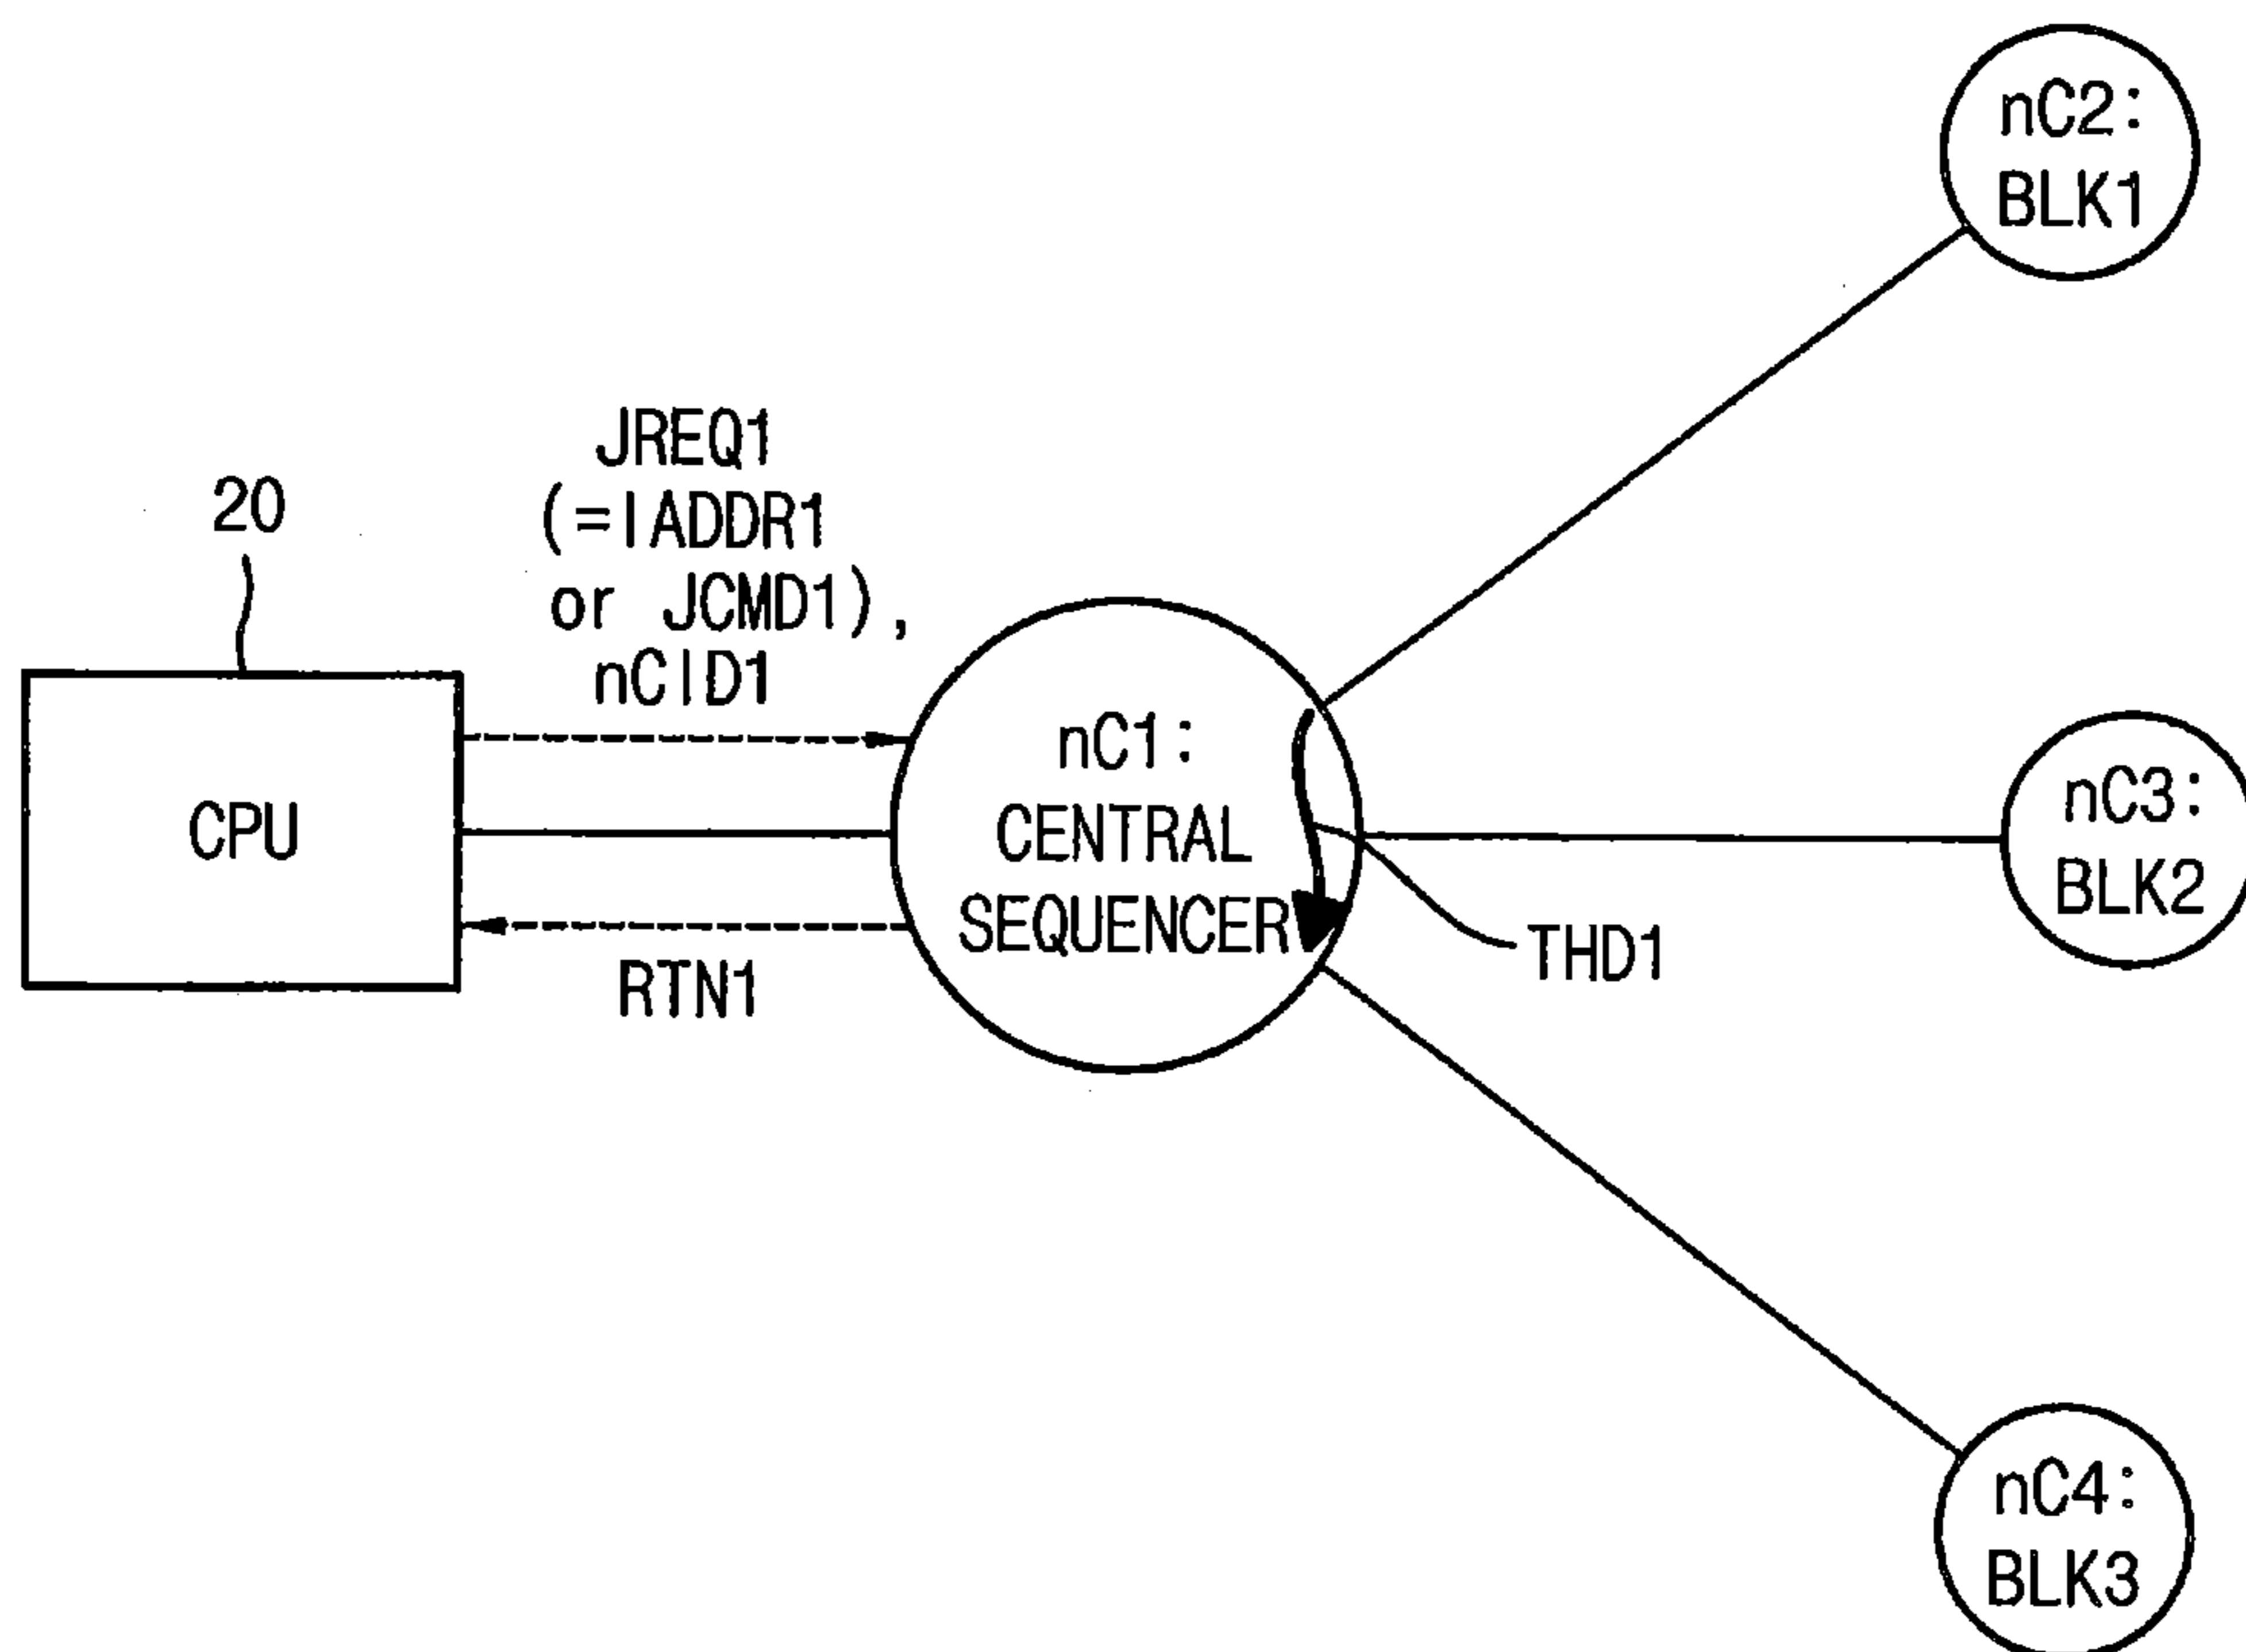 nC2:
BLK1
JREQ1
(=IADDR1
or JCMD1),
nCID1
20
CPU
nC1:
CENTRAL
SEQUENCER
RTN1
THD1
nC3:
BLK2
nC4:
BLK3